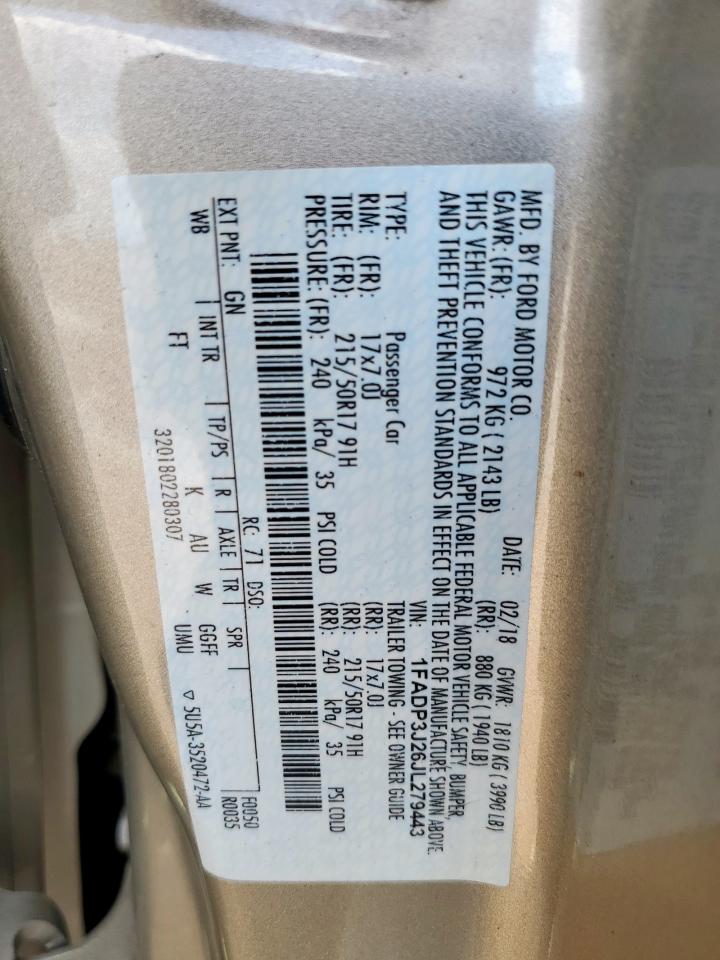 MFD. BY FORD MOTOR CO.
DATE: 02/18 GVWR: 1810 KG ( 3990 LB)
GAWR: (FR): 972 KG ( 2143 LB) (RR): 880 KG ( 1940 LB)
THIS VEHICLE CONFORMS TO ALL APPLICABLE FEDERAL MOTOR VEHICLE SAFETY, BUMPER,
AND THEFT PREVENTION STANDARDS IN EFFECT ON THE DATE OF MANUFACTURE SHOWN ABOVE.
VIN: 1FADP3J26JL279443
TYPE: Passenger Car TRAILER TOWING - SEE OWNER GUIDE
RIM: (FR): 17x7.0J (RR): 17x7.0J
TIRE: (FR): 215/50R17 91H (RR): 215/50R17 91H
PRESSURE: (FR): 240 kPa/ 35 PSI COLD (RR): 240 kPa/ 35 PSI COLD
RC: 71 DSO: F0050
EXT PNT: GN R0035
INT TR TP/PS R AXLE TR SPR
WB FT K AU W GGFF
UMU
3201802280307 ▽ 5U5A-3520472-AA